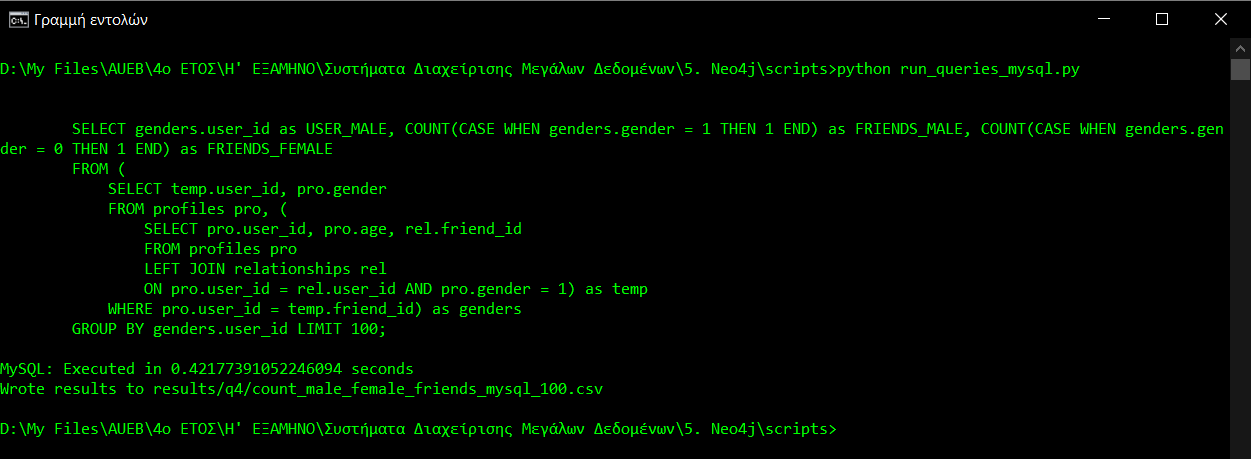 Γραμμή εντολών
D:\My Files\AUEB\4ο ΕΤΟΣ\Η' ΕΞΑΜΗΝΟ\Συστήματα Διαχείρισης Μεγάλων Δεδομένων\5. Neo4j\scripts>python run_queries_mysql.py
SELECT genders.user_id as USER_MALE, COUNT(CASE WHEN genders.gender = 1 THEN 1 END) as FRIENDS_MALE, COUNT(CASE WHEN genders.gen
der = 0 THEN 1 END) as FRIENDS_FEMALE
FROM (
SELECT temp.user_id, pro.gender
FROM profiles pro, (
SELECT pro.user_id, pro.age, rel.friend_id
FROM profiles pro
LEFT JOIN relationships rel
ON pro.user_id = rel.user_id AND pro.gender = 1) as temp
WHERE pro.user_id = temp.friend_id) as genders
GROUP BY genders.user_id LIMIT 100;
MySQL: Executed in 0.42177391052246094 seconds
Wrote results to results/q4/count_male_female_friends_mysql_100.csv
D:\My Files\AUEB\4ο ΕΤΟΣ\Η' ΕΞΑΜΗΝΟ\Συστήματα Διαχείρισης Μεγάλων Δεδομένων\5. Neo4j\scripts>